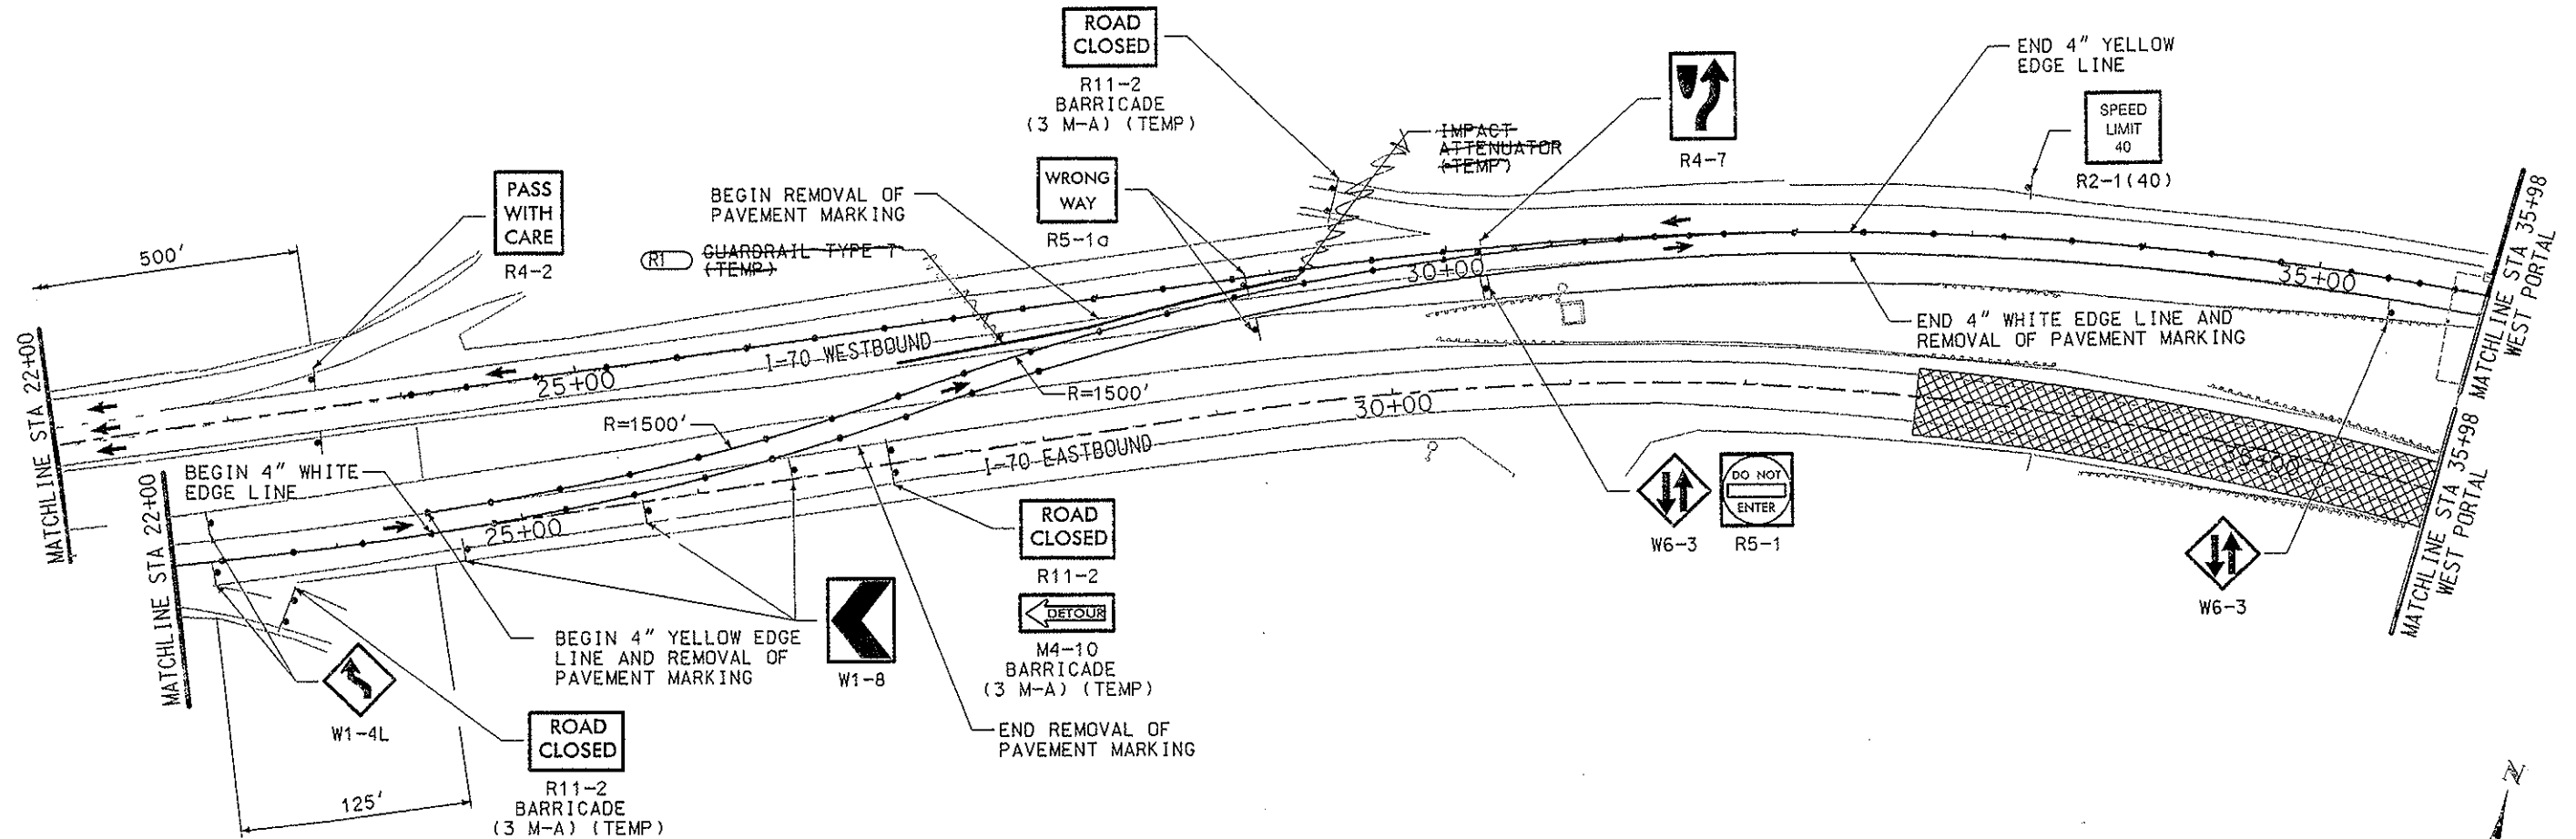 ROAD
CLOSED
R11-2
BARRICADE
(3 M-A) (TEMP)
END 4" YELLOW
EDGE LINE
SPEED
LIMIT
40
R2-1(40)
R4-7
IMPACT
ATTENUATOR
(TEMP)
WRONG
WAY
R5-1a
PASS
WITH
CARE
R4-2
BEGIN REMOVAL OF
PAVEMENT MARKING
R1
GUARDRAIL TYPE 7
(TEMP)
500'
MATCHLINE STA 22+00
I-70 WESTBOUND
25+00
30+00
35+00
END 4" WHITE EDGE LINE AND
REMOVAL OF PAVEMENT MARKING
MATCHLINE STA 35+98
WEST PORTAL
R=1500'
R=1500'
BEGIN 4" WHITE
EDGE LINE
MATCHLINE STA 22+00
25+00
I-70 EASTBOUND
30+00
35+00
MATCHLINE STA 35+98
WEST PORTAL
W1-4L
ROAD
CLOSED
R11-2
BARRICADE
(3 M-A) (TEMP)
125'
BEGIN 4" YELLOW EDGE
LINE AND REMOVAL OF
PAVEMENT MARKING
W1-8
ROAD
CLOSED
R11-2
DETOUR
M4-10
BARRICADE
(3 M-A) (TEMP)
END REMOVAL OF
PAVEMENT MARKING
W6-3
DO NOT
ENTER
R5-1
W6-3
N